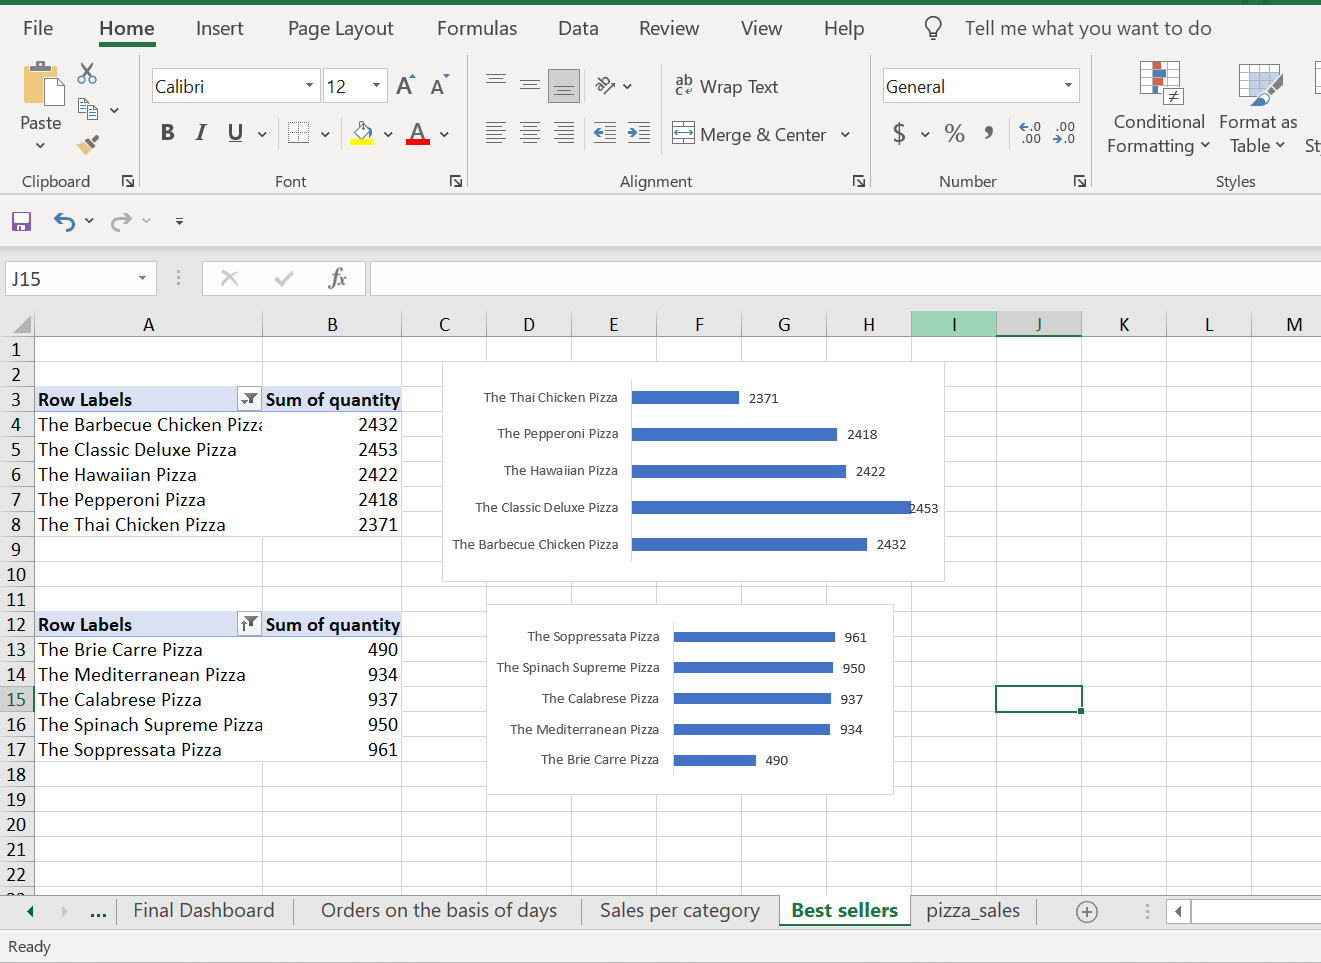 File Home Insert Page Layout Formulas Data Review View Help Tell me what you want to do
Calibri 12 A A ab c Wrap Text General
Paste B I U A Merge & Center $ % , ←.0 .00 .00 →.0 Conditional Formatting Format as Table
Clipboard Font Alignment Number Styles
J15 fx
A B C D E F G H I J K L M
1
2
3 Row Labels Sum of quantity
4 The Barbecue Chicken Pizza 2432
5 The Classic Deluxe Pizza 2453
6 The Hawaiian Pizza 2422
7 The Pepperoni Pizza 2418
8 The Thai Chicken Pizza 2371
9
10
11
12 Row Labels Sum of quantity
13 The Brie Carre Pizza 490
14 The Mediterranean Pizza 934
15 The Calabrese Pizza 937
16 The Spinach Supreme Pizza 950
17 The Soppressata Pizza 961
18
19
20
21
22
The Thai Chicken Pizza 2371
The Pepperoni Pizza 2418
The Hawaiian Pizza 2422
The Classic Deluxe Pizza 2453
The Barbecue Chicken Pizza 2432
The Soppressata Pizza 961
The Spinach Supreme Pizza 950
The Calabrese Pizza 937
The Mediterranean Pizza 934
The Brie Carre Pizza 490
... Final Dashboard Orders on the basis of days Sales per category Best sellers pizza_sales
Ready